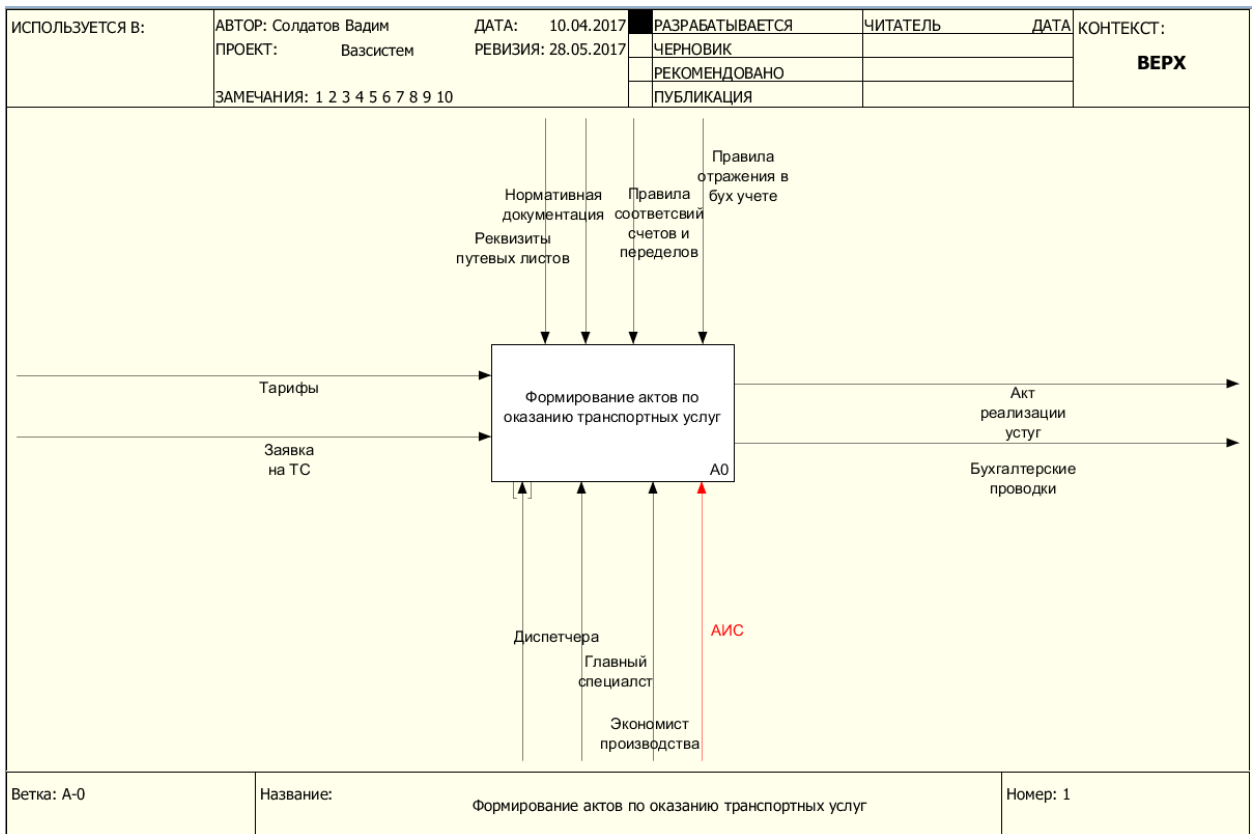 ИСПОЛЬЗУЕТСЯ В:
АВТОР: Солдатов Вадим
ДАТА: 10.04.2017
ПРОЕКТ: Вазсистем
РЕВИЗИЯ: 28.05.2017
ЗАМЕЧАНИЯ: 1 2 3 4 5 6 7 8 9 10
РАЗРАБАТЫВАЕТСЯ
ЧЕРНОВИК
РЕКОМЕНДОВАНО
ПУБЛИКАЦИЯ
ЧИТАТЕЛЬ
ДАТА
КОНТЕКСТ:
ВЕРХ
Реквизиты
путевых листов
Нормативная
документация
Правила
соответсвий
счетов и
переделов
Правила
отражения в
бух учете
Тарифы
Заявка
на ТС
Формирование актов по
оказанию транспортных услуг
A0
Акт
реализации
устуг
Бухгалтерские
проводки
Диспетчера
Главный
специалст
Экономист
производства
АИС
Ветка: A-0
Название:
Формирование актов по оказанию транспортных услуг
Номер: 1